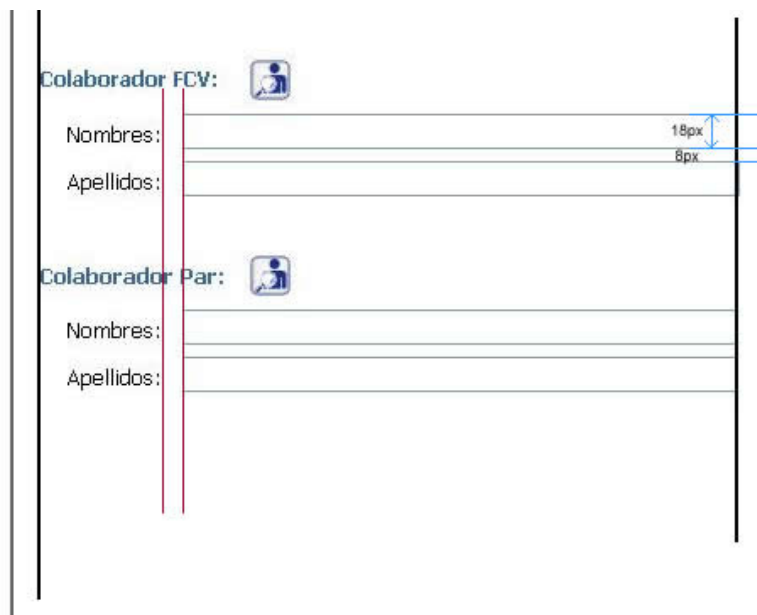 Colaborador FCV:
Nombres: 18px
8px
Apellidos:
Colaborador Par:
Nombres:
Apellidos: